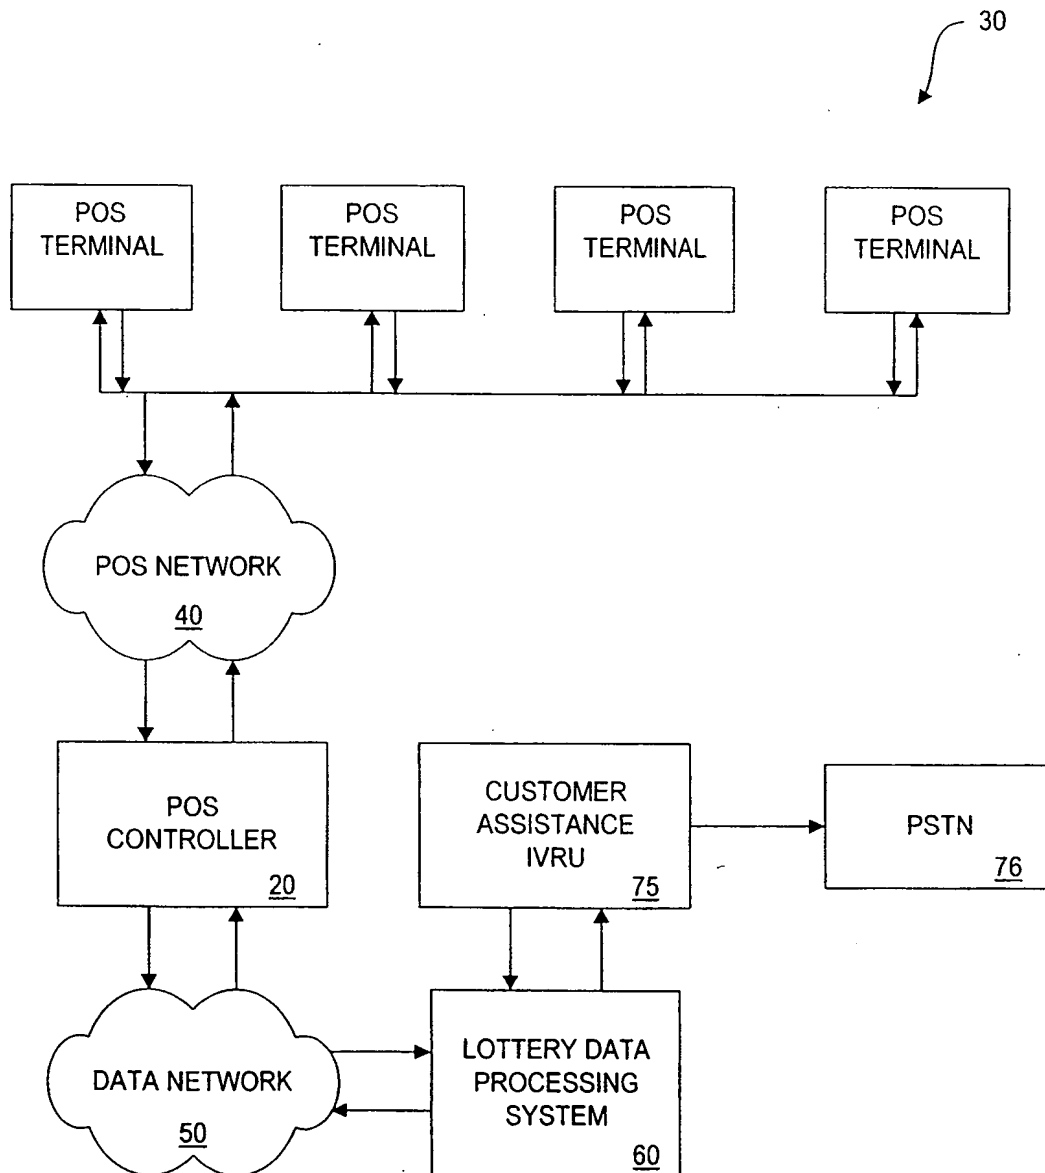 30
POS
TERMINAL
POS
TERMINAL
POS
TERMINAL
POS
TERMINAL
POS NETWORK
40
POS
CONTROLLER
20
CUSTOMER
ASSISTANCE
IVRU
75
PSTN
76
DATA NETWORK
50
LOTTERY DATA
PROCESSING
SYSTEM
60